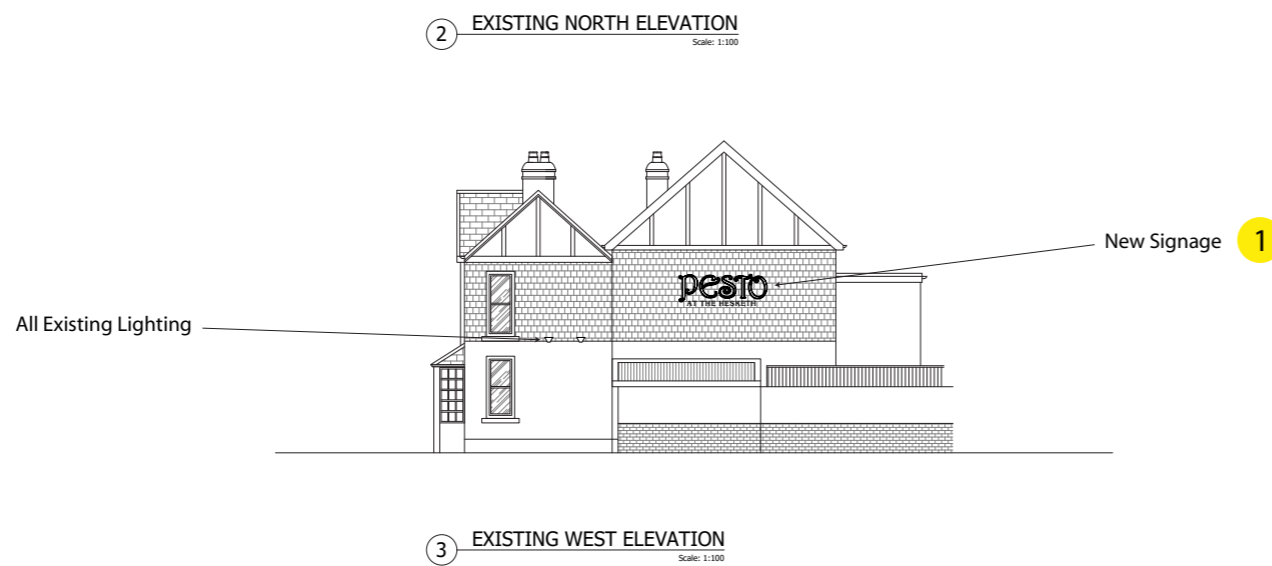 2 EXISTING NORTH ELEVATION
Scale: 1:100
New Signage 1
PESTO
AT THE HESKETH
All Existing Lighting
3 EXISTING WEST ELEVATION
Scale: 1:100